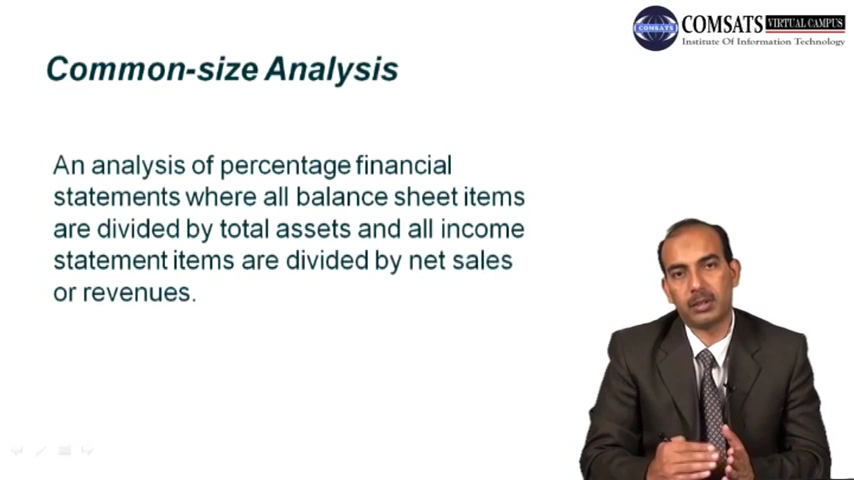 COMSATS VIRTUAL CAMPUS
Institute Of Information Technology
COMSATS
Common-size Analysis
An analysis of percentage financial
statements where all balance sheet items
are divided by total assets and all income
statement items are divided by net sales
or revenues.